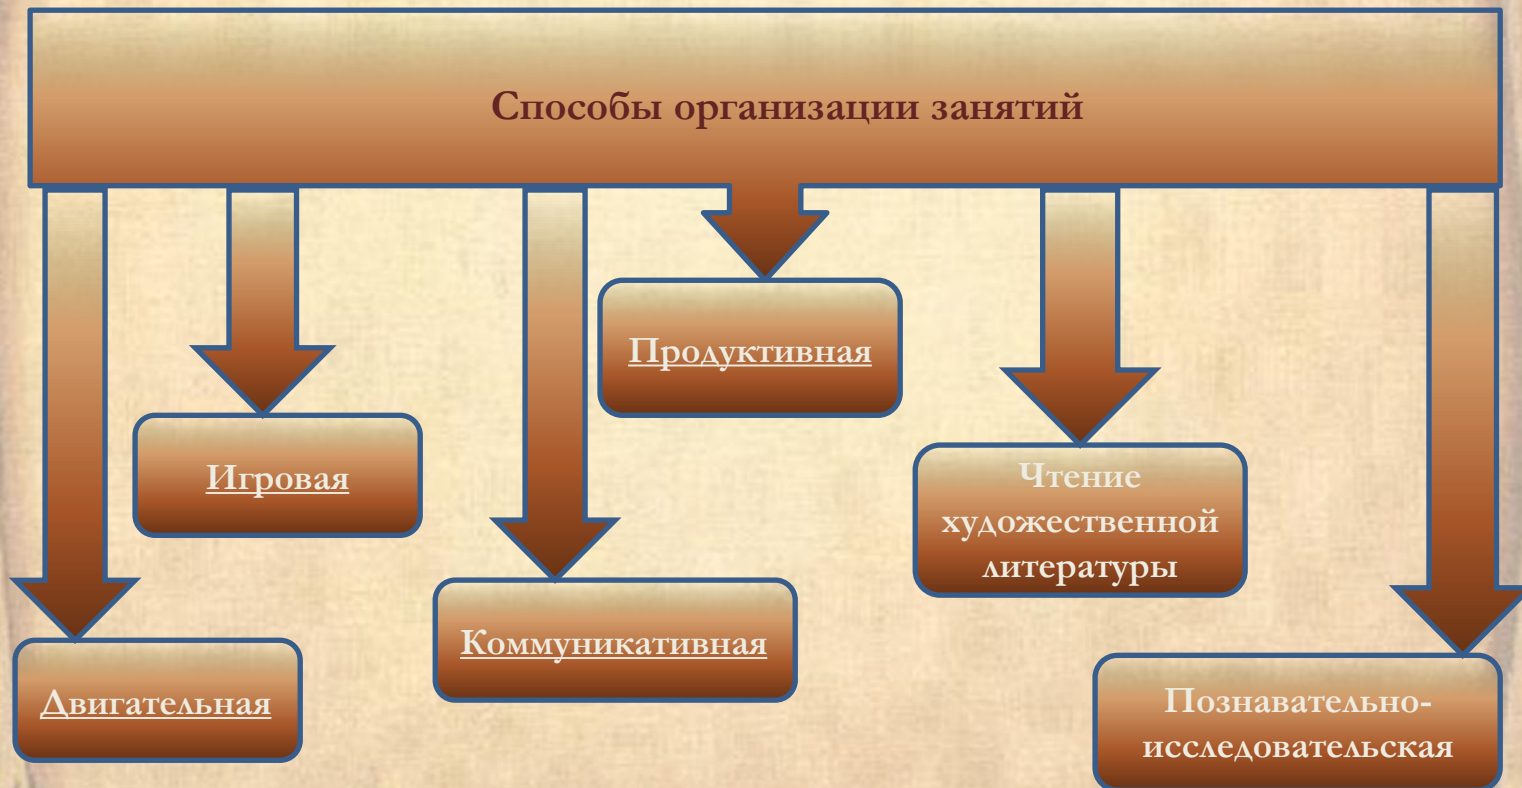 Способы организации занятий
Продуктивная
Игровая
Чтение
художественной
литературы
Коммуникативная
Двигательная
Познавательно-
исследовательская